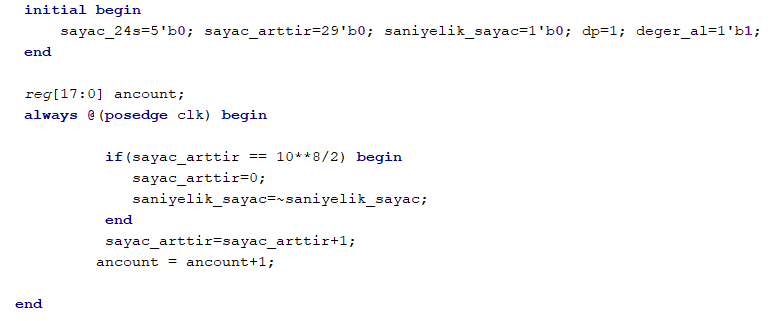 initial begin
sayac_24s=5'b0; sayac_arttir=29'b0; saniyelik_sayac=1'b0; dp=1; deger_al=1'b1;
end
reg[17:0] ancount;
always @(posedge clk) begin
if(sayac_arttir == 10**8/2) begin
sayac_arttir=0;
saniyelik_sayac=~saniyelik_sayac;
end
sayac_arttir=sayac_arttir+1;
ancount = ancount+1;
end